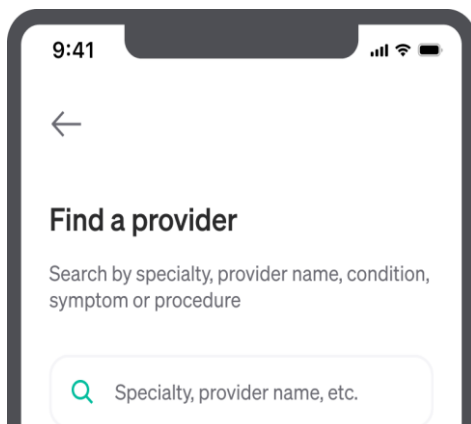 9:41
Find a provider
Search by specialty, provider name, condition,
symptom or procedure
Specialty, provider name, etc.